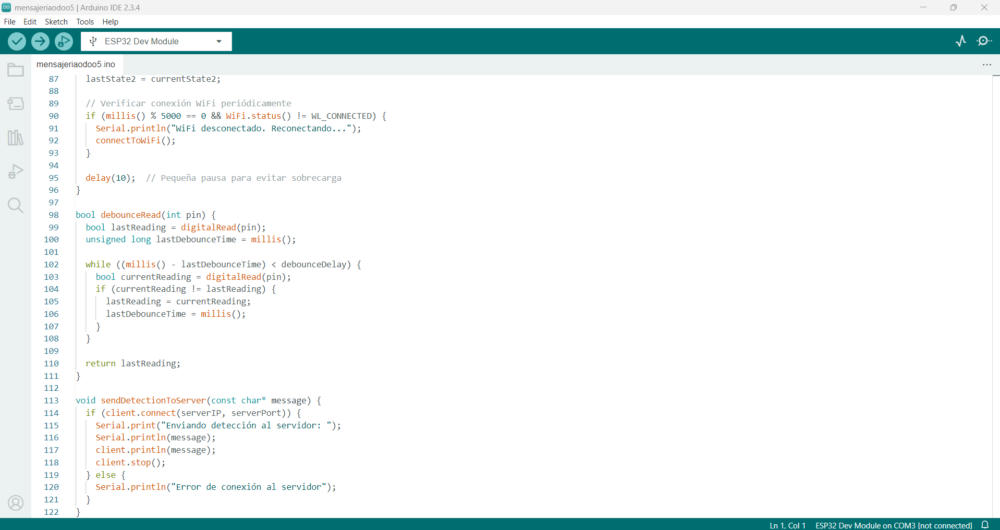 mensajeriaodoo5 | Arduino IDE 2.3.4
File Edit Sketch Tools Help
ESP32 Dev Module
mensajeriaodoo5.ino
87 lastState2 = currentState2;
88
89 // Verificar conexión WiFi periódicamente
90 if (millis() % 5000 == 0 && WiFi.status() != WL_CONNECTED) {
91 Serial.println("WiFi desconectado. Reconectando...");
92 connectToWiFi();
93 }
94
95 delay(10); // Pequeña pausa para evitar sobrecarga
96 }
97
98 bool debounceRead(int pin) {
99 bool lastReading = digitalRead(pin);
100 unsigned long lastDebounceTime = millis();
101
102 while ((millis() - lastDebounceTime) < debounceDelay) {
103 bool currentReading = digitalRead(pin);
104 if (currentReading != lastReading) {
105 lastReading = currentReading;
106 lastDebounceTime = millis();
107 }
108 }
109
110 return lastReading;
111 }
112
113 void sendDetectionToServer(const char* message) {
114 if (client.connect(serverIP, serverPort)) {
115 Serial.print("Enviando detección al servidor: ");
116 Serial.println(message);
117 client.println(message);
118 client.stop();
119 } else {
120 Serial.println("Error de conexión al servidor");
121 }
122 }
Ln 1, Col 1 ESP32 Dev Module on COM3 [not connected]